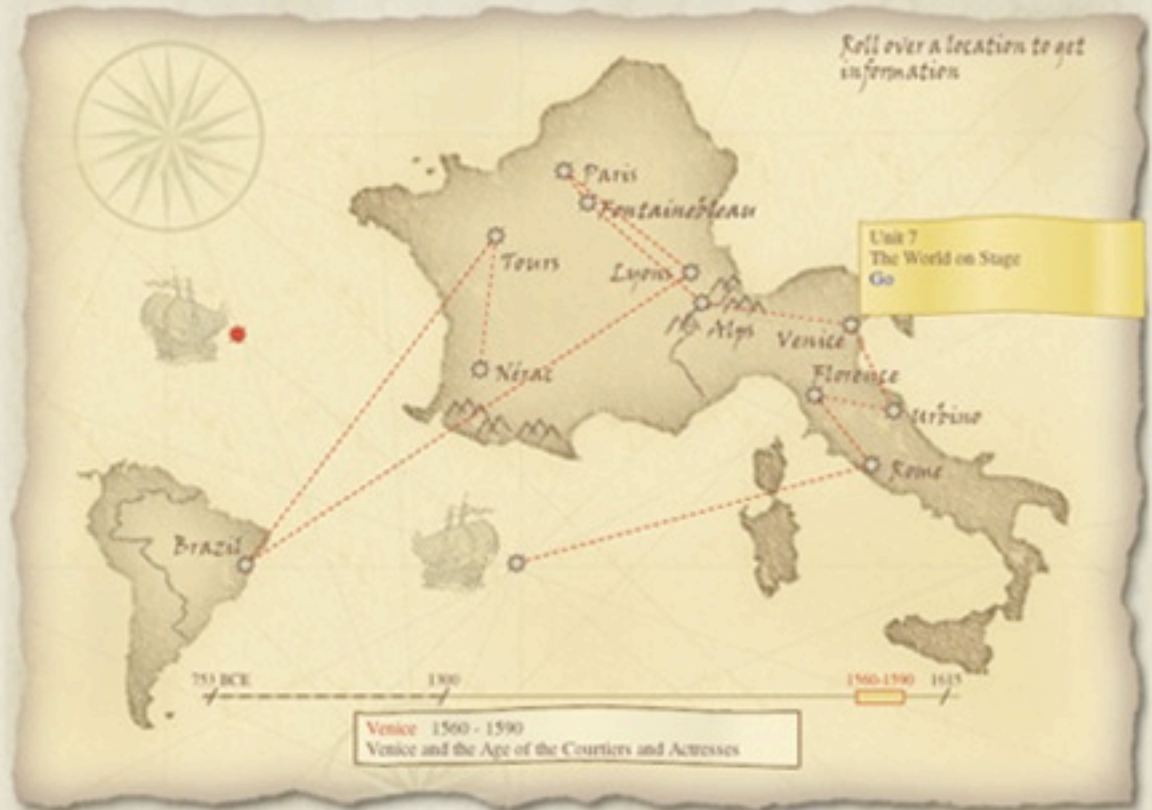 Roll over a location to get
information
Paris
Fontainebleau
Tours
Lyons
Unit 7
The World on Stage
Go
Alps
Venice
Nérac
Florence
Urbino
Rome
Brazil
753 BCE
1300
1560-1590
1615
Venice 1560 - 1590
Venice and the Age of the Courtiers and Actresses